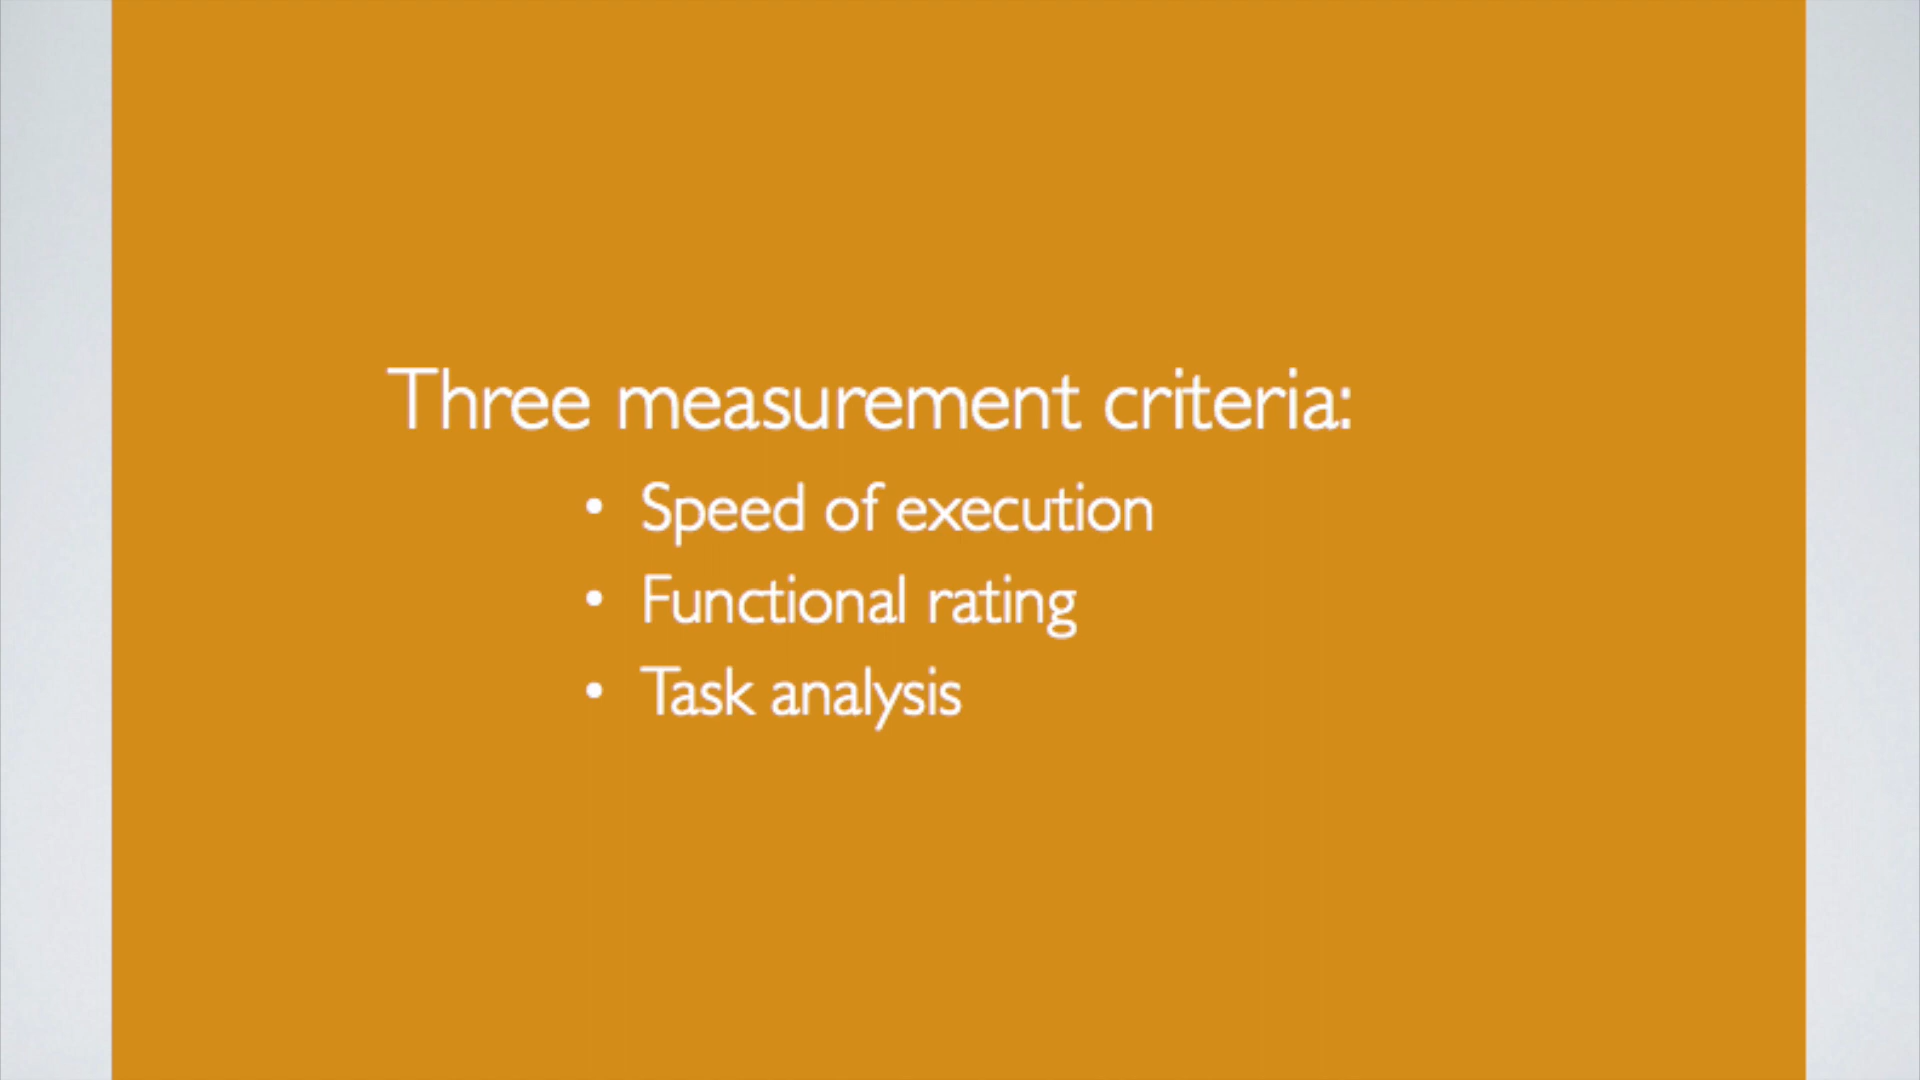 Three measurement criteria:
• Speed of execution
• Functional rating
• Task analysis